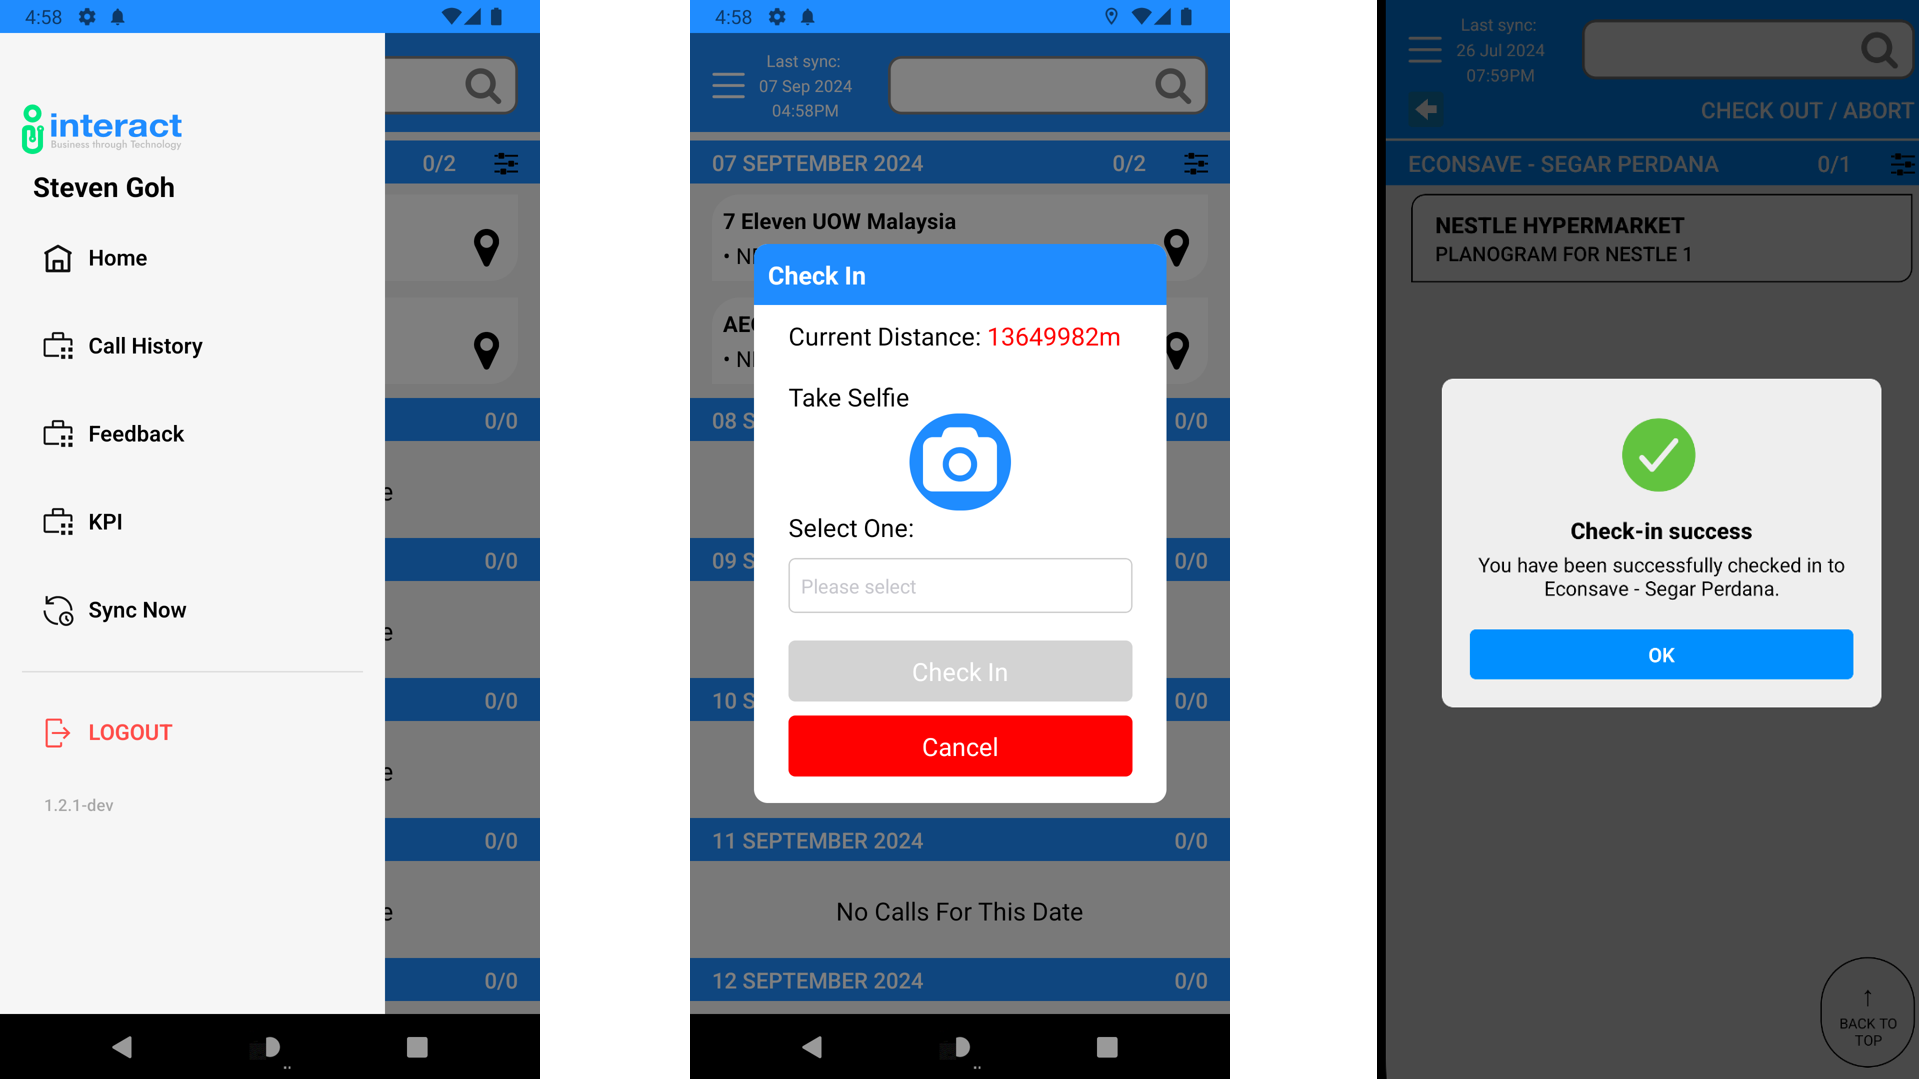 4:58
interact
Business through Technology
Steven Goh
Home
Call History
Feedback
KPI
Sync Now
LOGOUT
1.2.1-dev
0/2
0/0
e
0/0
e
0/0
e
0/0
e
0/0
4:58
Last sync:
07 Sep 2024
04:58PM
07 SEPTEMBER 2024 0/2
7 Eleven UOW Malaysia
Check In
Current Distance: 13649982m
Take Selfie
Select One:
Please select
Check In
Cancel
08 S 0/0
09 S 0/0
10 S 0/0
11 SEPTEMBER 2024 0/0
No Calls For This Date
12 SEPTEMBER 2024 0/0
Last sync:
26 Jul 2024
07:59PM
CHECK OUT / ABORT
ECONSAVE - SEGAR PERDANA 0/1
NESTLE HYPERMARKET
PLANOGRAM FOR NESTLE 1
Check-in success
You have been successfully checked in to
Econsave - Segar Perdana.
OK
↑
BACK TO
TOP